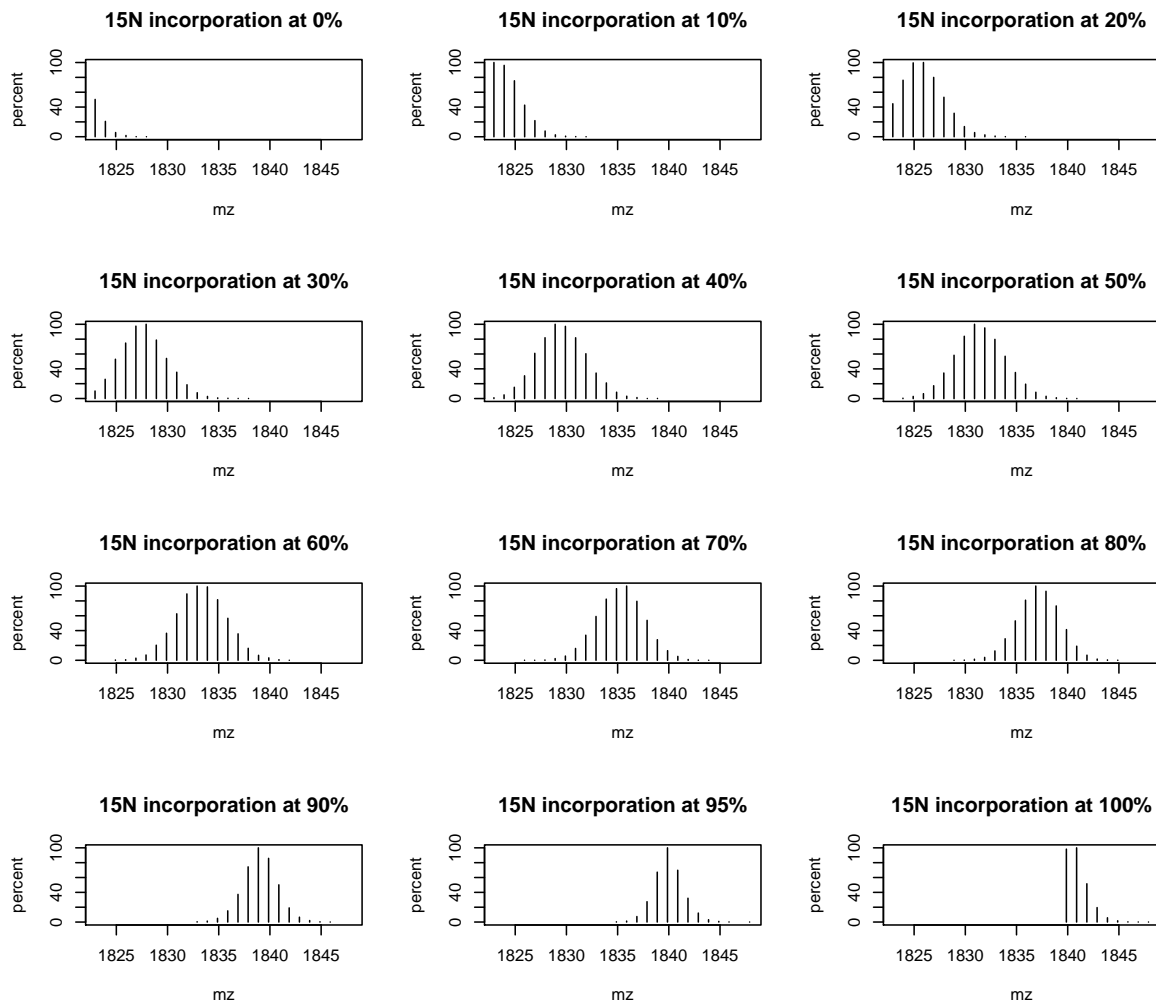 15N incorporation at 0%
percent
0 40 100
1825 1830 1835 1840 1845
mz
15N incorporation at 10%
percent
0 40 100
1825 1830 1835 1840 1845
mz
15N incorporation at 20%
percent
0 40 100
1825 1830 1835 1840 1845
mz
15N incorporation at 30%
percent
0 40 100
1825 1830 1835 1840 1845
mz
15N incorporation at 40%
percent
0 40 100
1825 1830 1835 1840 1845
mz
15N incorporation at 50%
percent
0 40 100
1825 1830 1835 1840 1845
mz
15N incorporation at 60%
percent
0 40 100
1825 1830 1835 1840 1845
mz
15N incorporation at 70%
percent
0 40 100
1825 1830 1835 1840 1845
mz
15N incorporation at 80%
percent
0 40 100
1825 1830 1835 1840 1845
mz
15N incorporation at 90%
percent
0 40 100
1825 1830 1835 1840 1845
mz
15N incorporation at 95%
percent
0 40 100
1825 1830 1835 1840 1845
mz
15N incorporation at 100%
percent
0 40 100
1825 1830 1835 1840 1845
mz